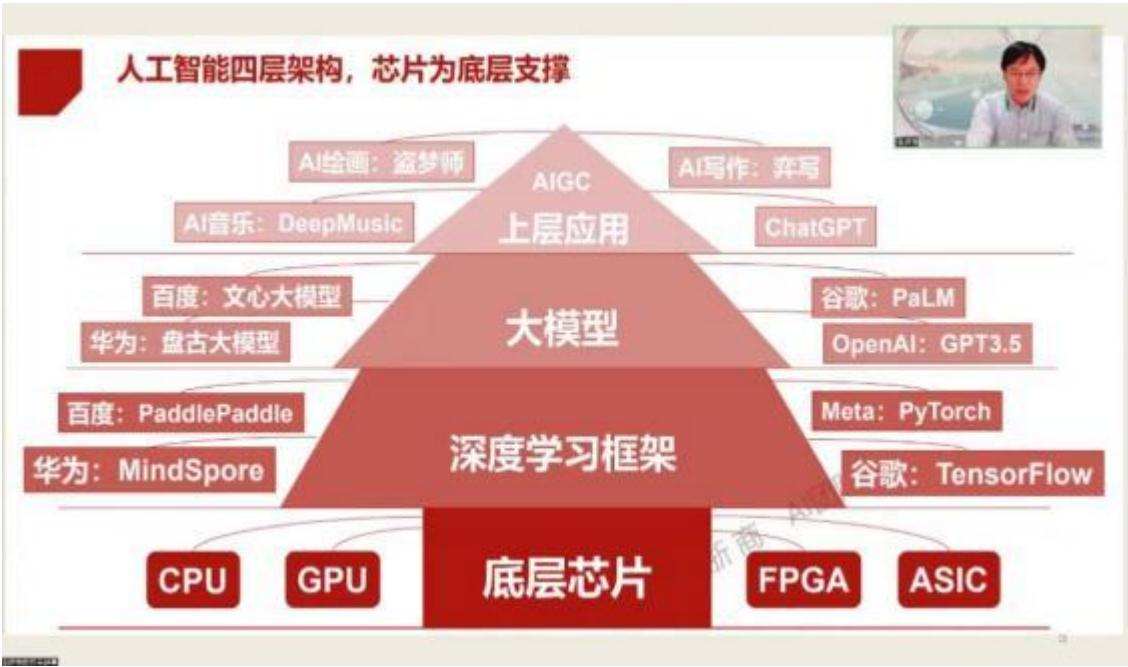 人工智能四层架构，芯片为底层支撑
AI绘画：盗梦师
AIGC
AI写作：弈写
AI音乐：DeepMusic
上层应用
ChatGPT
百度：文心大模型
大模型
谷歌：PaLM
华为：盘古大模型
OpenAI：GPT3.5
百度：PaddlePaddle
深度学习框架
Meta：PyTorch
华为：MindSpore
谷歌：TensorFlow
CPU
GPU
底层芯片
FPGA
ASIC
浙商
3